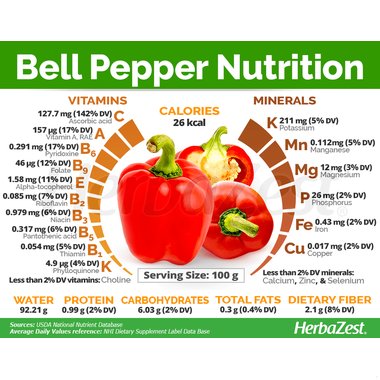 Bell Pepper Nutrition
VITAMINS
127.7 mg (142% DV) C
Ascorbic acid
157 µg (17% DV) A
Vitamin A, RAE
0.291 mg (17% DV) B6
Pyridoxine
46 µg (12% DV) B9
Folate
1.58 mg (11% DV) E
Alpha-tocopherol
0.085 mg (7% DV) B2
Riboflavin
0.979 mg (6% DV) B3
Niacin
0.317 mg (6% DV) B5
Pantothenic acid
0.054 mg (5% DV) B1
Thiamin
4.9 µg (4% DV) K
Phylloquinone
Less than 2% DV vitamins: Choline
CALORIES
26 kcal
HerbaZest
Serving Size: 100 g
MINERALS
K 211 mg (5% DV)
Potassium
Mn 0.112mg (5% DV)
Manganese
Mg 12 mg (3% DV)
Magnesium
P 26 mg (2% DV)
Phosphorus
Fe 0.43 mg (2% DV)
Iron
Cu 0.017 mg (2% DV)
Copper
Less than 2% DV minerals:
Calcium, Zinc, & Selenium
WATER PROTEIN CARBOHYDRATES TOTAL FATS DIETARY FIBER
92.21 g 0.99 g (2% DV) 6.03 g (2% DV) 0.3 g (0.4% DV) 2.1 g (8% DV)
Sources: USDA National Nutrient Database
Average Daily Values reference: NHI Dietary Supplement Label Data Base
HerbaZest.